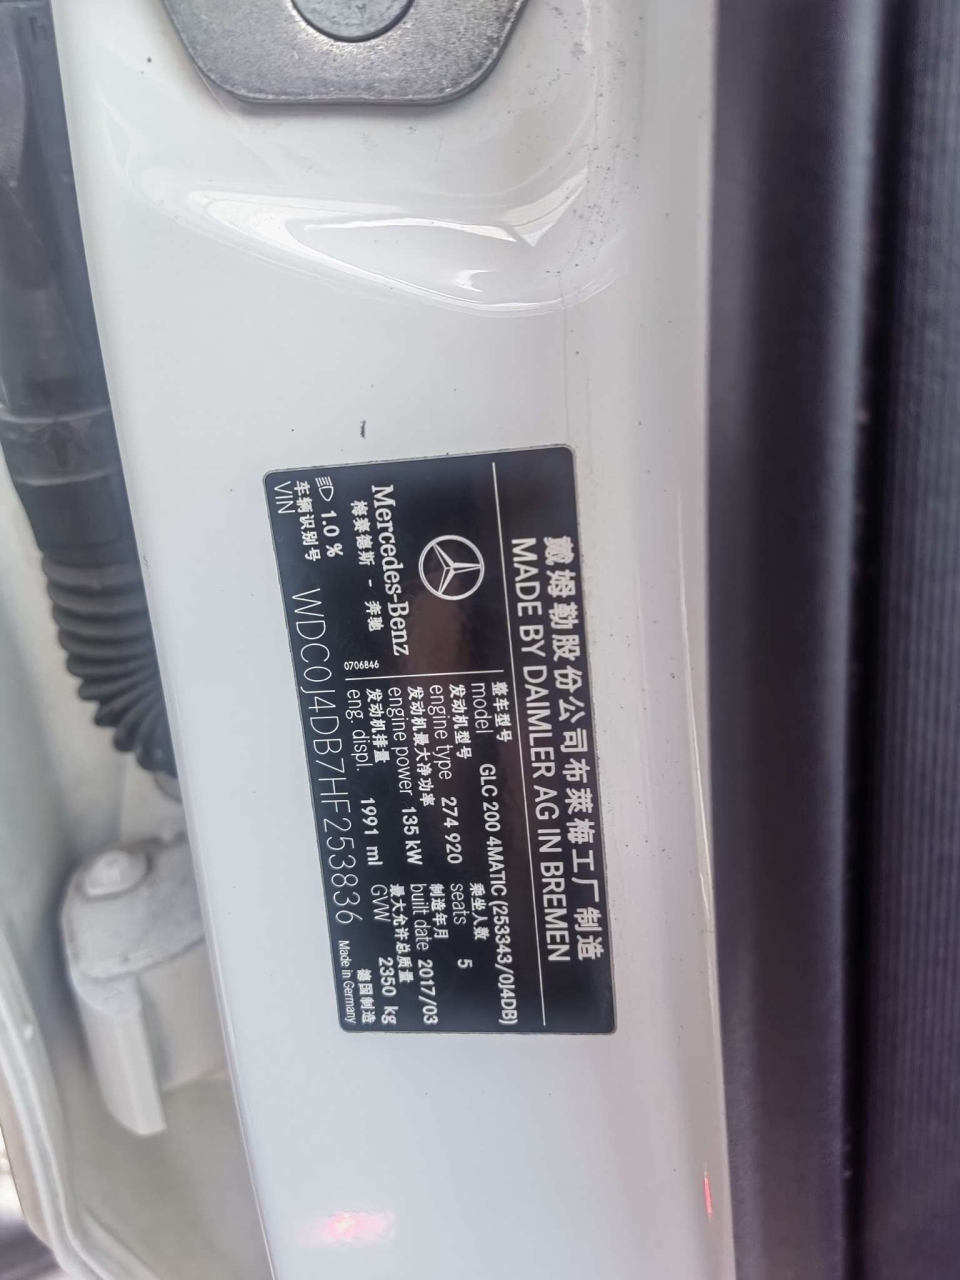 戴姆勒股份公司布莱梅工厂制造
MADE BY DAIMLER AG IN BREMEN
Mercedes-Benz
梅赛德斯 - 奔驰
0706846
整车型号
model GLC 200 4MATIC (253343/0J4DB)
发动机型号 乘坐人数
engine type 274 920 seats 5
发动机最大净功率 制造年月
engine power 135 kW built date 2017/03
发动机排量 最大允许总质量
eng. displ. 1991 ml GVW 2350 kg
1.0 %
车辆识别号 德国制造
VIN WDC0J4DB7HF253836 Made in Germany